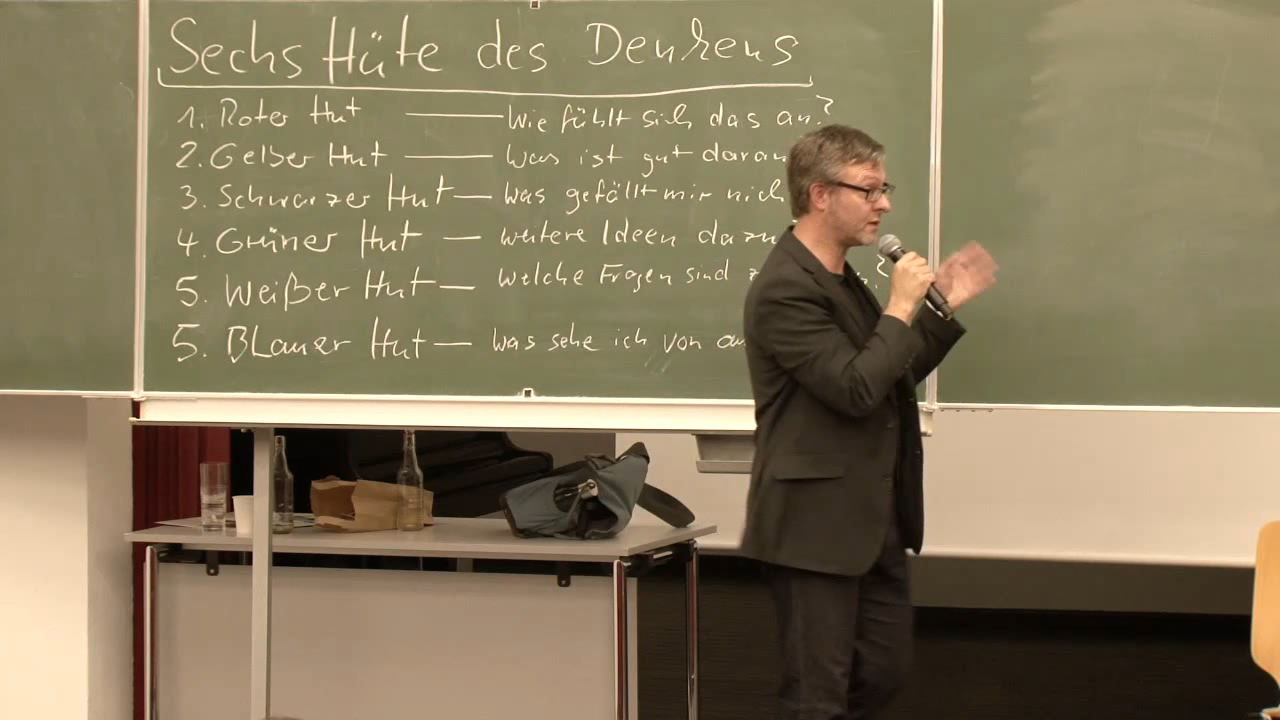 Sechs Hüte des Denkens
1. Roter Hut — Wie fühlt sich das an?
2. Gelber Hut — Was ist gut daran
3. Schwarzer Hut — was gefällt mir
4. Grüner Hut — weitere Ideen dazu?
5. Weißer Hut — welche Fragen sind ?
5. Blauer Hut — was sehe ich von